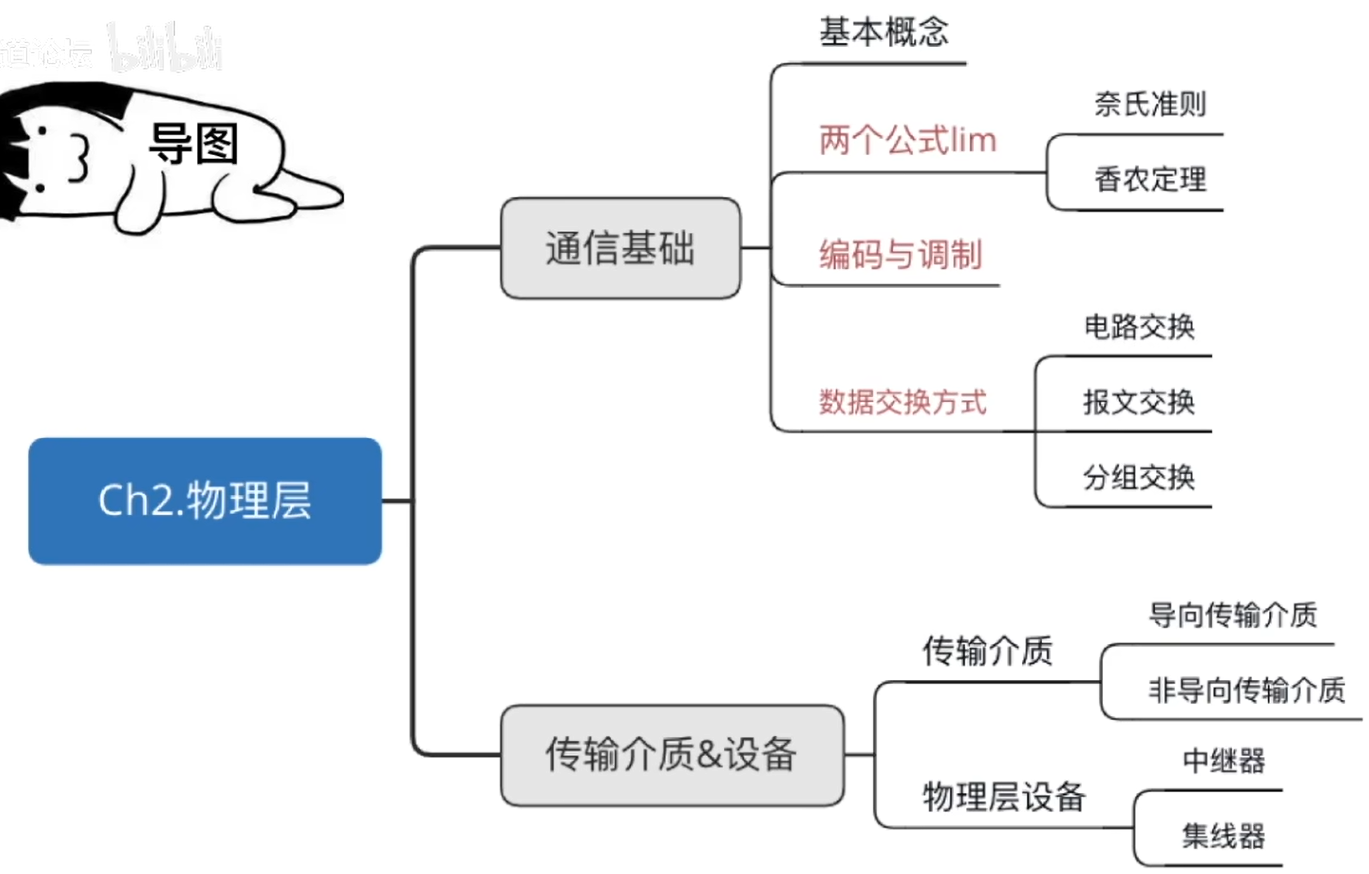 道论坛 bilibili
导图
Ch2.物理层
通信基础
基本概念
两个公式lim
奈氏准则
香农定理
编码与调制
数据交换方式
电路交换
报文交换
分组交换
传输介质&设备
传输介质
导向传输介质
非导向传输介质
物理层设备
中继器
集线器